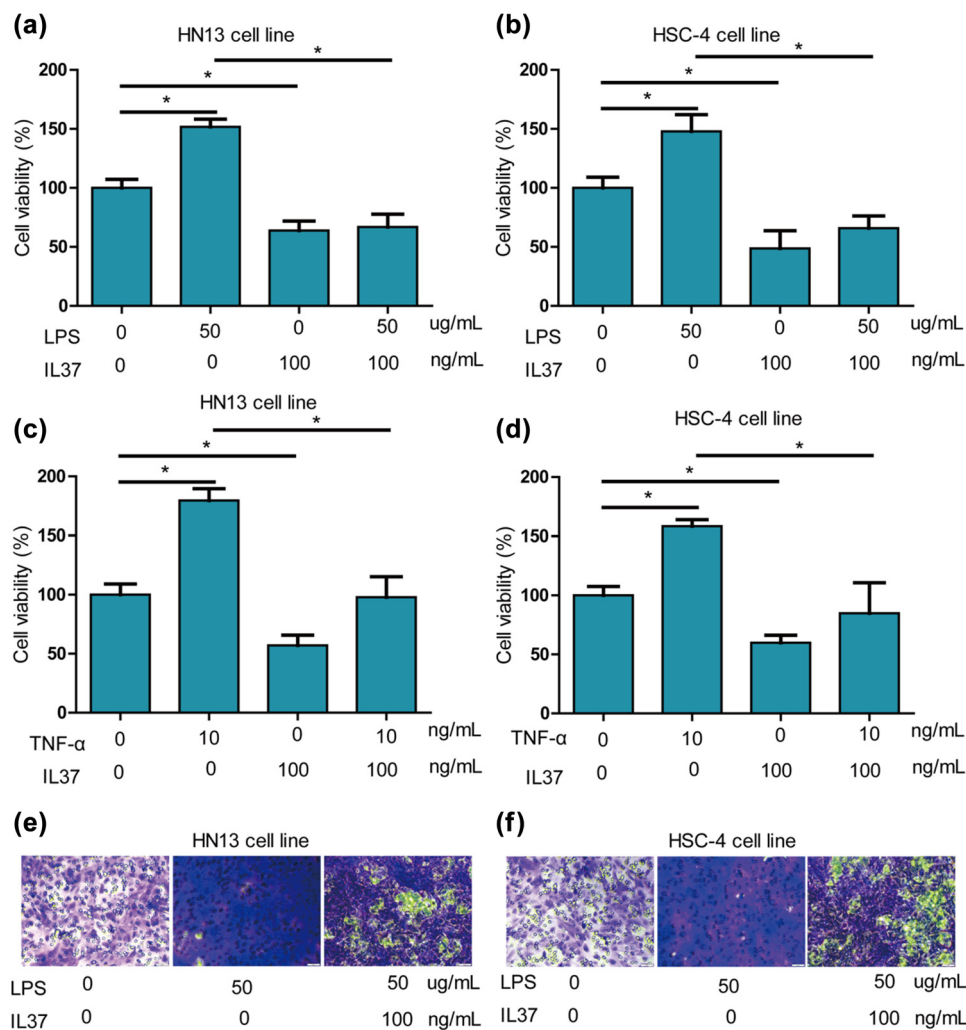 (a)
HN13 cell line
*
*
*
Cell viability (%)
200
150
100
50
0
LPS 0 50 0 50 ug/mL
IL37 0 0 100 100 ng/mL
(b)
HSC-4 cell line
*
*
*
Cell viability (%)
200
150
100
50
0
LPS 0 50 0 50 ug/mL
IL37 0 0 100 100 ng/mL
(c)
HN13 cell line
*
*
*
Cell viability (%)
200
150
100
50
0
TNF-α 0 10 0 10 ng/mL
IL37 0 0 100 100 ng/mL
(d)
HSC-4 cell line
*
*
*
Cell viability (%)
200
150
100
50
0
TNF-α 0 10 0 10 ng/mL
IL37 0 0 100 100 ng/mL
(e)
HN13 cell line
LPS 0 50 50 ug/mL
IL37 0 0 100 ng/mL
(f)
HSC-4 cell line
LPS 0 50 50 ug/mL
IL37 0 0 100 ng/mL